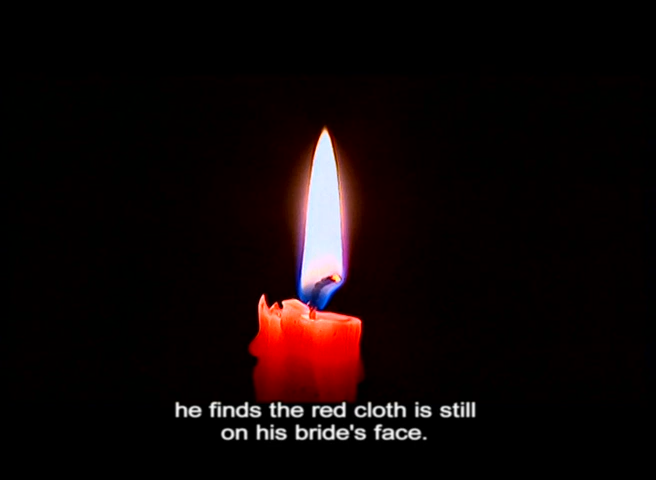 he finds the red cloth is still
on his bride's face.